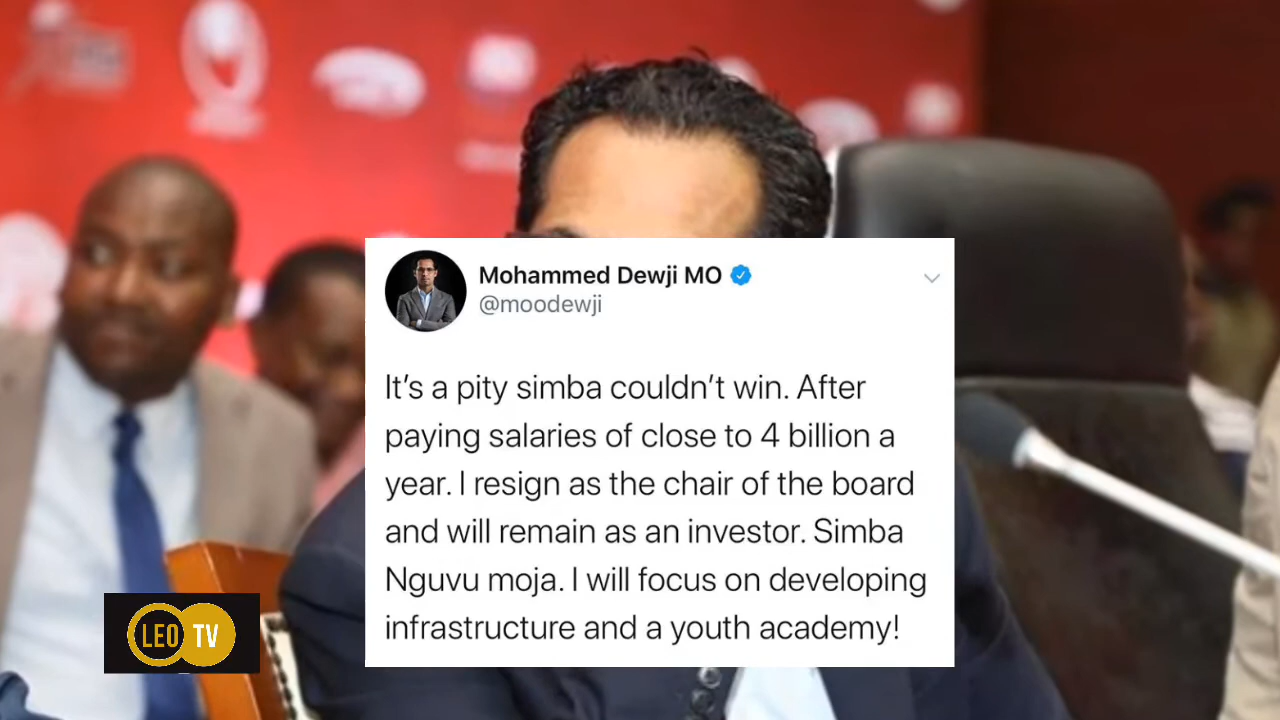 Mohammed Dewji MO
@moodewji
It's a pity simba couldn't win. After
paying salaries of close to 4 billion a
year. I resign as the chair of the board
and will remain as an investor. Simba
Nguvu moja. I will focus on developing
infrastructure and a youth academy!
LEO TV